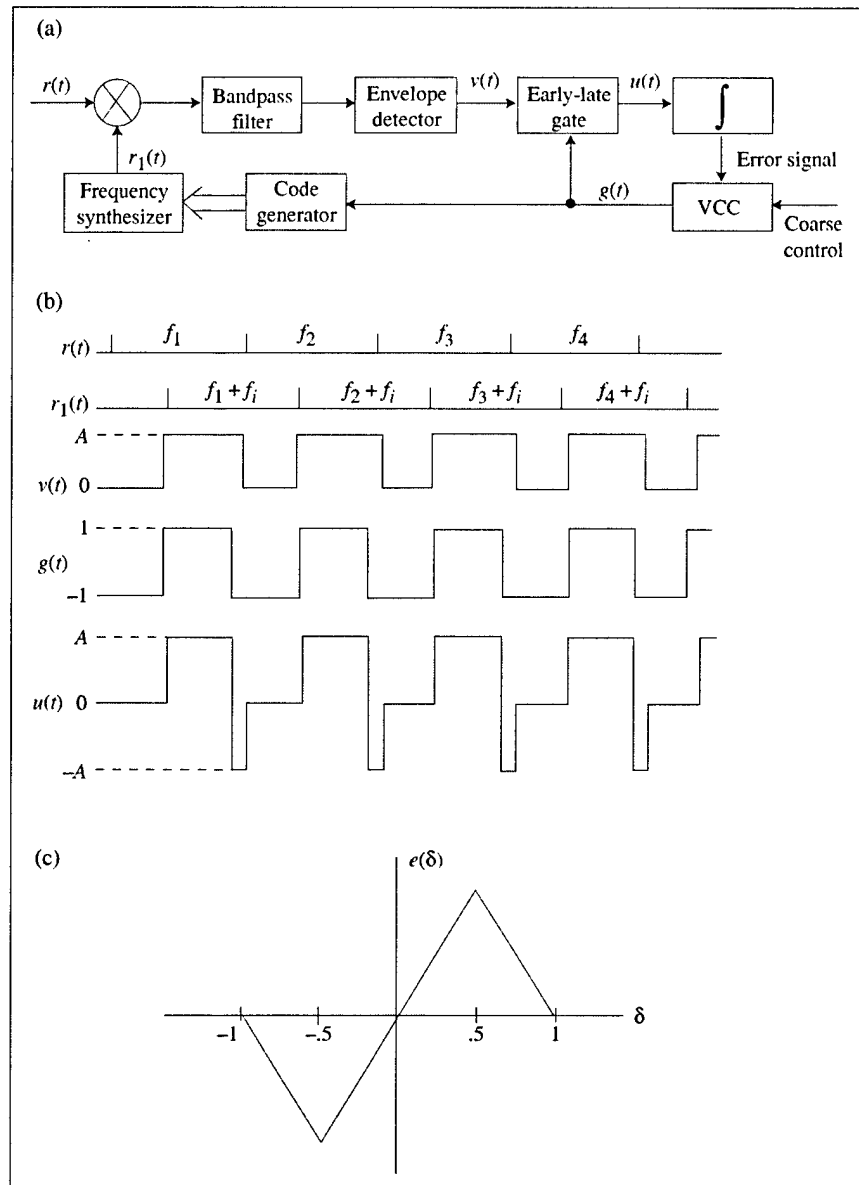 (a)
r(t)
Bandpass
filter
Envelope
detector
v(t)
Early-late
gate
u(t)
∫
r₁(t)
Error signal
Frequency
synthesizer
Code
generator
g(t)
VCC
Coarse
control
(b)
r(t) f₁ f₂ f₃ f₄
r₁(t) f₁ + fᵢ f₂ + fᵢ f₃ + fᵢ f₄ + fᵢ
A
v(t) 0
1
g(t)
−1
A
u(t) 0
−A
(c)
e(δ)
−1 −.5 .5 1 δ